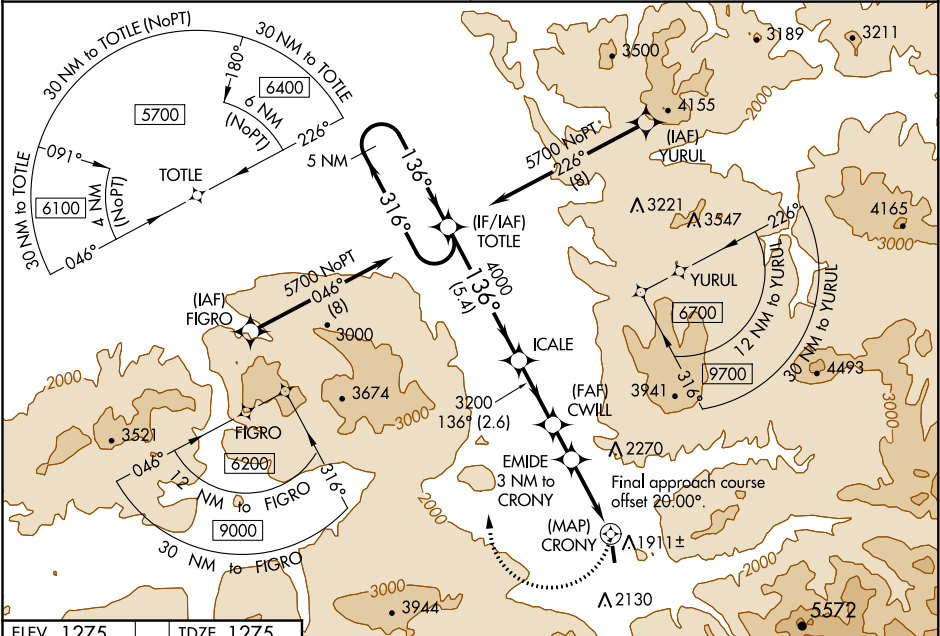 30 NM to TOTLE (NoPT)
30 NM to TOTLE
180°
6400
5700
6 NM
(NoPT)
226°
091°
4 NM
(NoPT)
TOTLE
6100
30 NM to TOTLE
046°
5 NM
136°
316°
(IF/IAF)
TOTLE
3500
3189
3211
2000
4155
(IAF)
YURUL
5700 NoPT
226°
(8)
3221
3547
226°
4165
3000
YURUL
6700
12 NM to YURUL
30 NM to YURUL
9700
316°
3941
4493
(IAF)
FIGRO
5700 NoPT
046°
(8)
3000
4000
136°
(5.4)
ICALE
2000
3521
3674
3000
FIGRO
6200
046°
316°
12 NM to FIGRO
9000
30 NM to FIGRO
3200
136° (2.6)
(FAF)
CWILL
EMIDE
3 NM to
CRONY
2270
Final approach course
offset 20.00°.
2000
(MAP)
CRONY
1911±
2130
2000
3000
3944
3000
5572
ELEV 1275
TDZE 1275